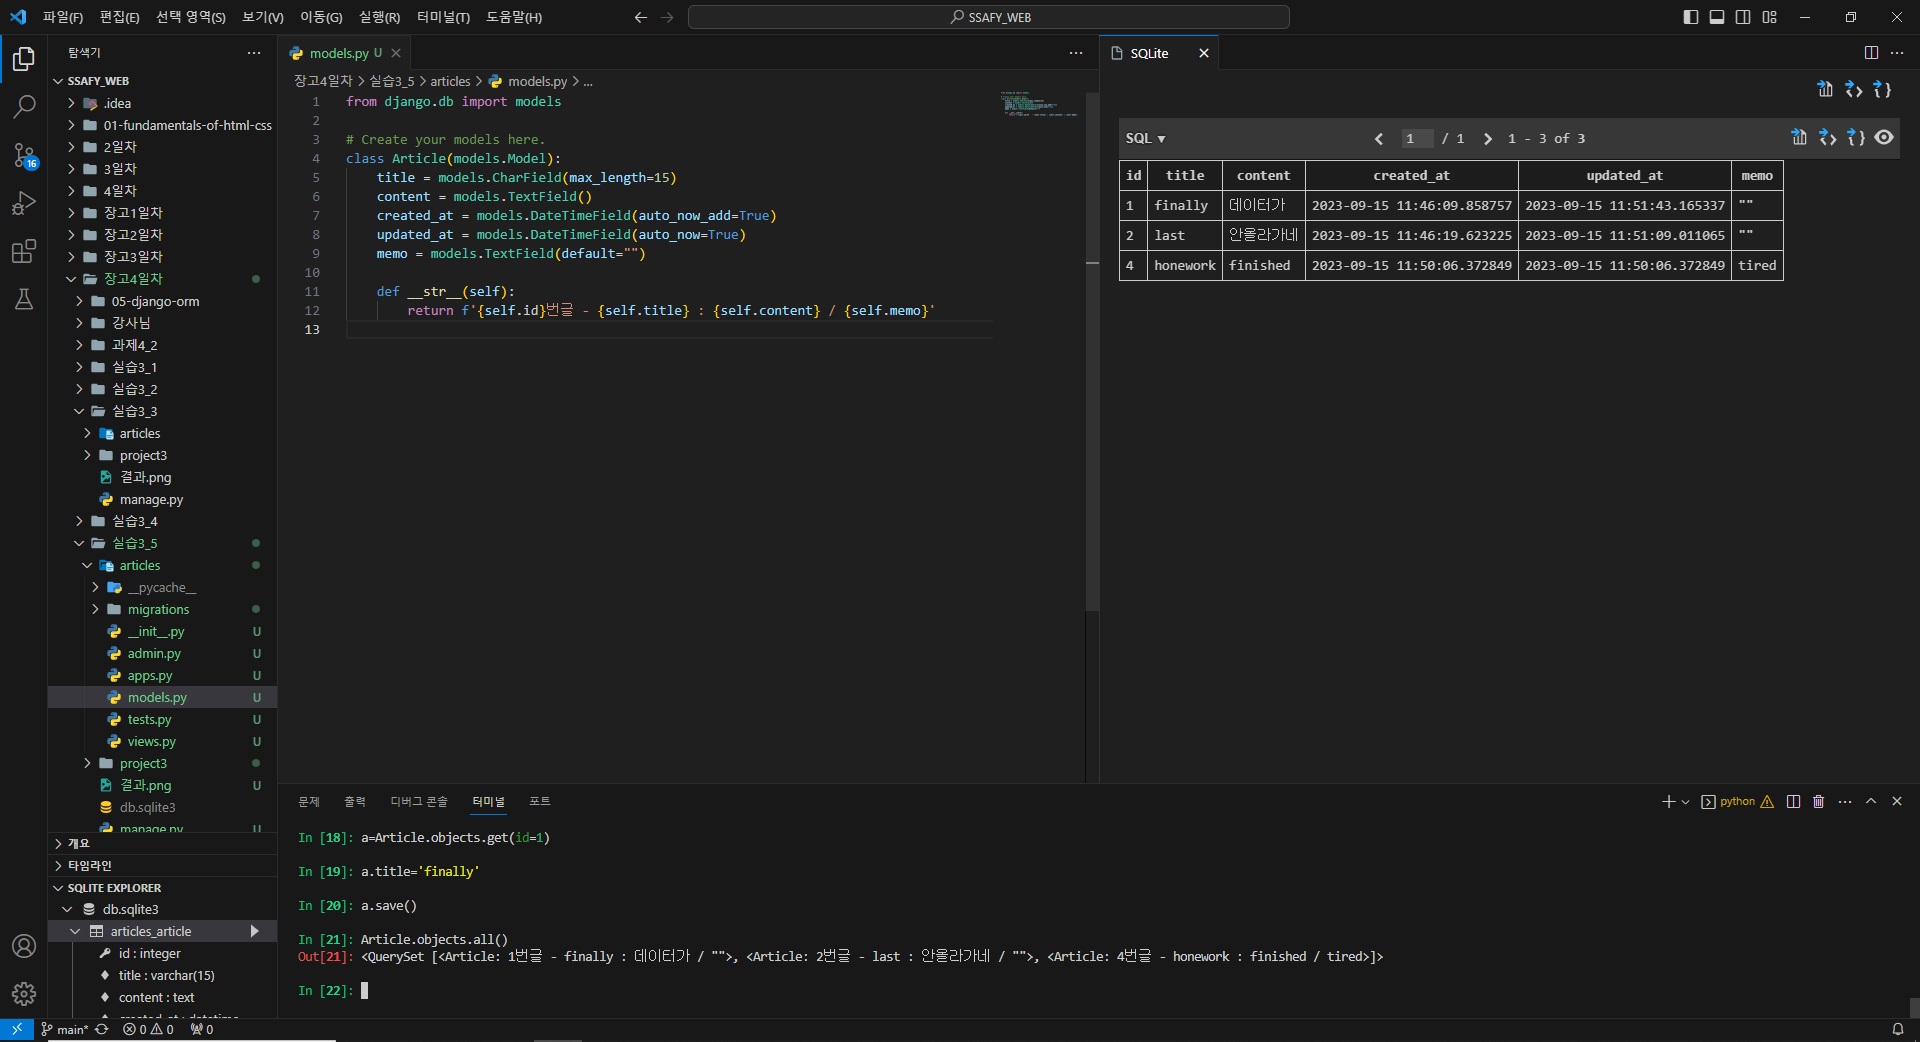 파일(F) 편집(E) 선택 영역(S) 보기(V) 이동(G) 실행(R) 터미널(T) 도움말(H) SSAFY_WEB
탐색기
SSAFY_WEB
.idea
01-fundamentals-of-html-css
2일차
3일차
4일차
장고1일차
장고2일차
장고3일차
장고4일차
05-django-orm
강사님
과제4_2
실습3_1
실습3_2
실습3_3
articles
project3
결과.png
manage.py
실습3_4
실습3_5
articles
__pycache__
migrations
__init__.py U
admin.py U
apps.py U
models.py U
tests.py U
views.py U
project3
결과.png U
db.sqlite3
manage.py U
개요
타임라인
SQLITE EXPLORER
db.sqlite3
articles_article
id : integer
title : varchar(15)
content : text
created_at : datetime
16
models.py U
장고4일차 > 실습3_5 > articles > models.py > ...
1 from django.db import models
2
3 # Create your models here.
4 class Article(models.Model):
5 title = models.CharField(max_length=15)
6 content = models.TextField()
7 created_at = models.DateTimeField(auto_now_add=True)
8 updated_at = models.DateTimeField(auto_now=True)
9 memo = models.TextField(default="")
10
11 def __str__(self):
12 return f'{self.id}번글 - {self.title} : {self.content} / {self.memo}'
13
SQLite
SQL 1 / 1 1 - 3 of 3
id title content created_at updated_at memo
1 finally 데이터가 2023-09-15 11:46:09.858757 2023-09-15 11:51:43.165337 ""
2 last 안올라가네 2023-09-15 11:46:19.623225 2023-09-15 11:51:09.011065 ""
4 honework finished 2023-09-15 11:50:06.372849 2023-09-15 11:50:06.372849 tired
문제 출력 디버그 콘솔 터미널 포트 python
In [18]: a=Article.objects.get(id=1)
In [19]: a.title='finally'
In [20]: a.save()
In [21]: Article.objects.all()
Out[21]: <QuerySet [<Article: 1번글 - finally : 데이터가 / "">, <Article: 2번글 - last : 안올라가네 / "">, <Article: 4번글 - honework : finished / tired>]>
In [22]:
main* 0 0 0